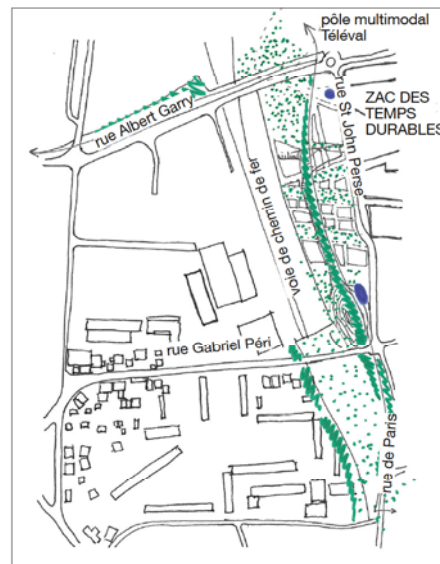 pôle multimodal
Téléval
rue Albert Garry
rue St John Perse
ZAC DES
TEMPS
DURABLES
voie de chemin de fer
rue Gabriel Péri
rue de Paris